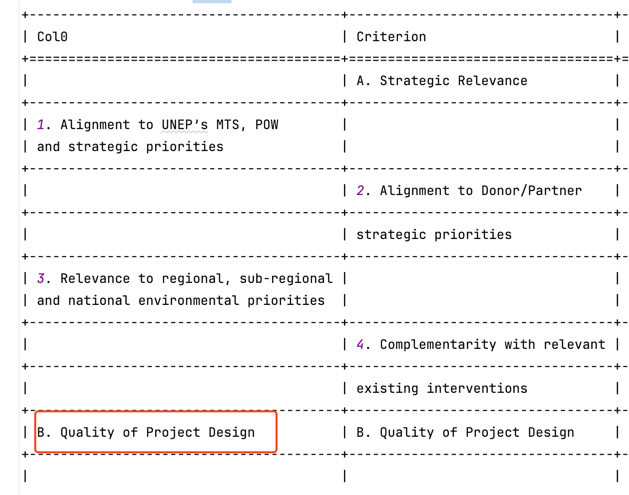 Col0 | Criterion
A. Strategic Relevance
1. Alignment to UNEP’s MTS, POW
and strategic priorities
2. Alignment to Donor/Partner
strategic priorities
3. Relevance to regional, sub-regional
and national environmental priorities
4. Complementarity with relevant
existing interventions
B. Quality of Project Design | B. Quality of Project Design